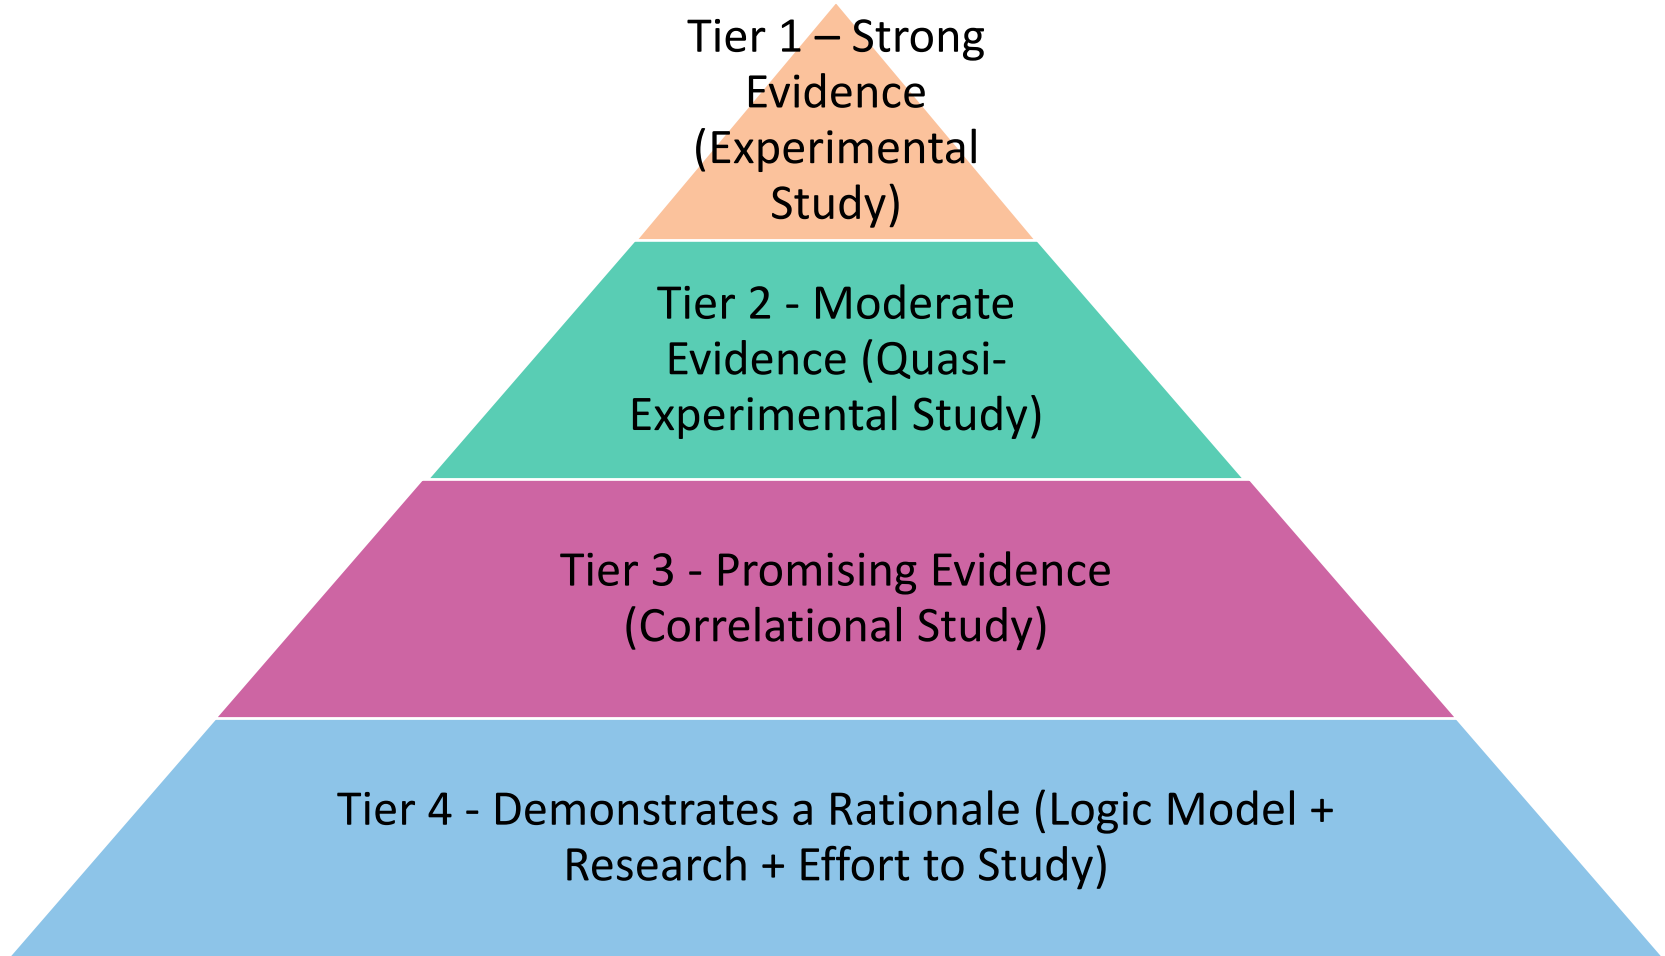 Tier 1 – Strong
Evidence
(Experimental
Study)
Tier 2 - Moderate
Evidence (Quasi-
Experimental Study)
Tier 3 - Promising Evidence
(Correlational Study)
Tier 4 - Demonstrates a Rationale (Logic Model +
Research + Effort to Study)